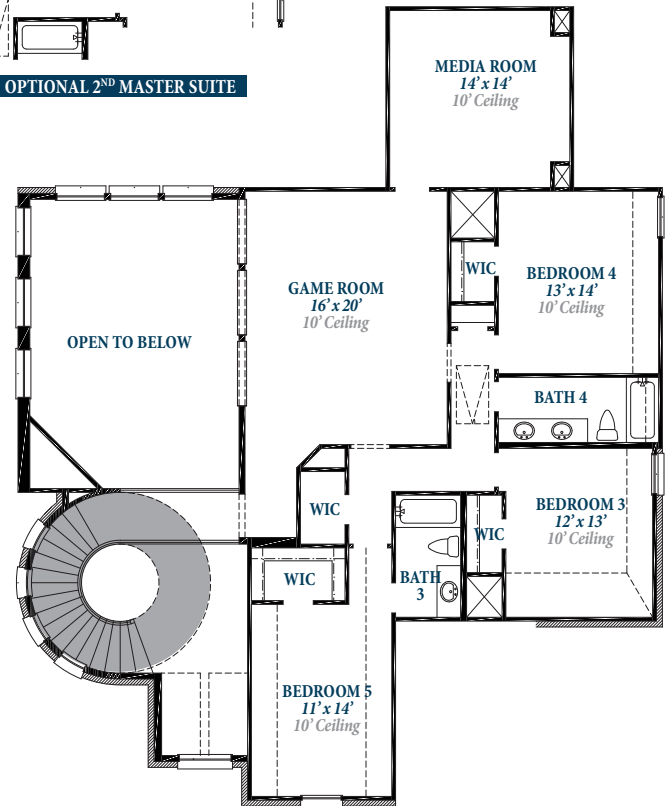 OPTIONAL 2ND MASTER SUITE
MEDIA ROOM
14' x 14'
10' Ceiling
GAME ROOM
16' x 20'
10' Ceiling
WIC
BEDROOM 4
13' x 14'
10' Ceiling
OPEN TO BELOW
BATH 4
WIC
WIC
BEDROOM 3
12' x 13'
10' Ceiling
WIC
BATH
3
BEDROOM 5
11' x 14'
10' Ceiling